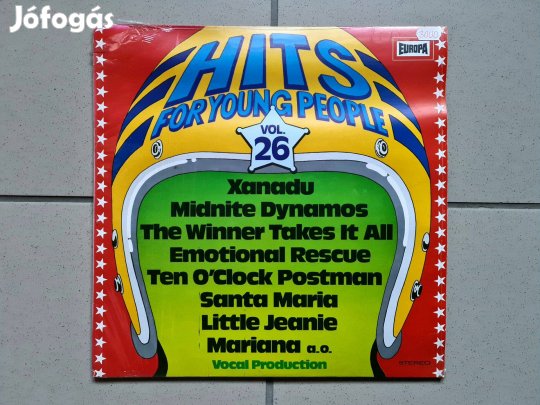 Jófogás
3000
EUROPA
HITS
FOR YOUNG PEOPLE
VOL.
26
Xanadu
Midnite Dynamos
The Winner Takes It All
Emotional Rescue
Ten O'Clock Postman
Santa Maria
Little Jeanie
Mariana a.o.
Vocal Production
STEREO